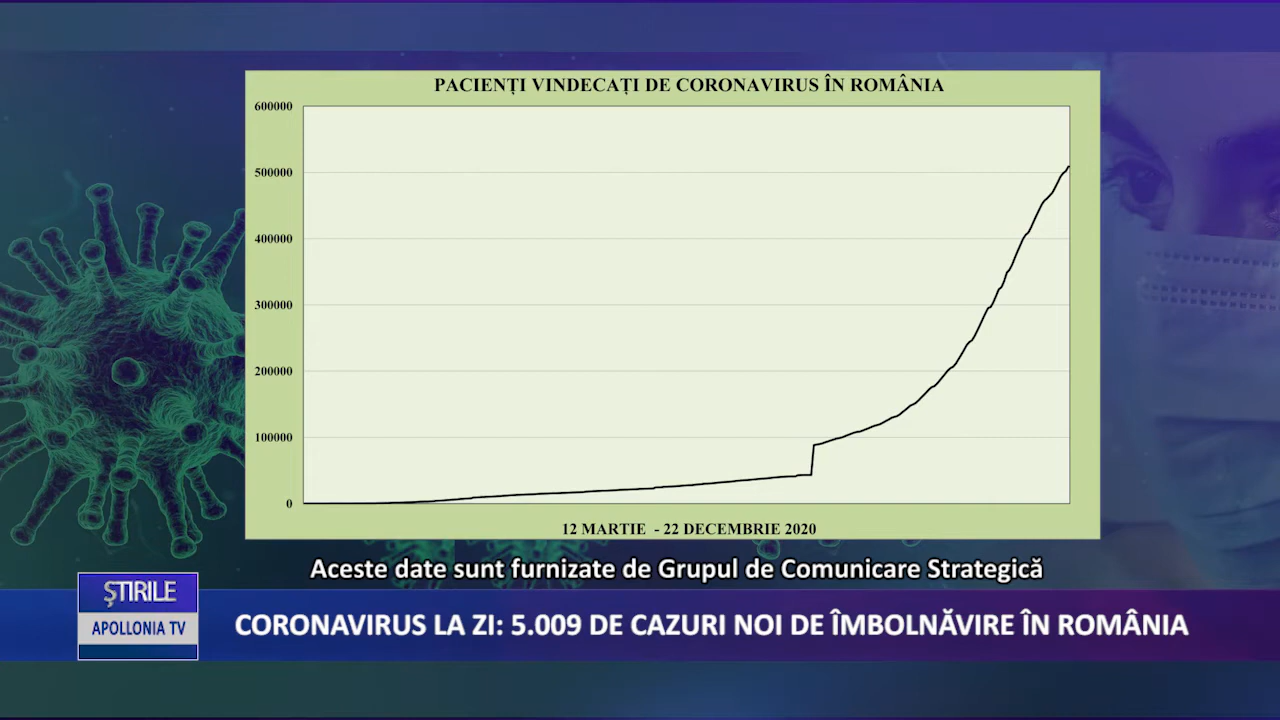 PACIENȚI VINDECAȚI DE CORONAVIRUS ÎN ROMÂNIA
600000
500000
400000
300000
200000
100000
0
12 MARTIE - 22 DECEMBRIE 2020
Aceste date sunt furnizate de Grupul de Comunicare Strategică
ŞTIRILE
APOLLONIA TV
CORONAVIRUS LA ZI: 5.009 DE CAZURI NOI DE ÎMBOLNĂVIRE ÎN ROMÂNIA